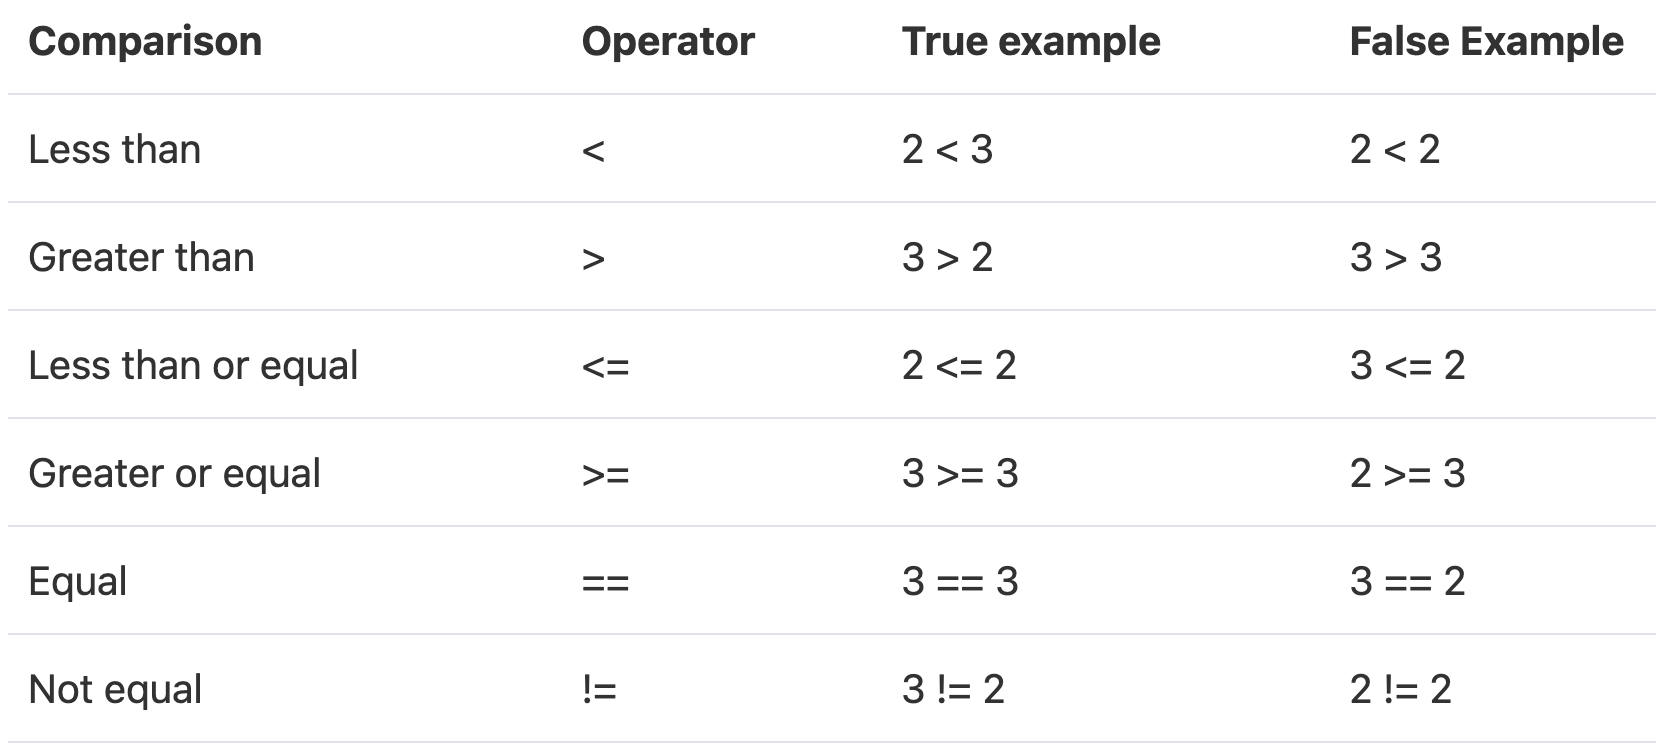 Comparison Operator True example False Example
Less than < 2 < 3 2 < 2
Greater than > 3 > 2 3 > 3
Less than or equal <= 2 <= 2 3 <= 2
Greater or equal >= 3 >= 3 2 >= 3
Equal == 3 == 3 3 == 2
Not equal != 3 != 2 2 != 2